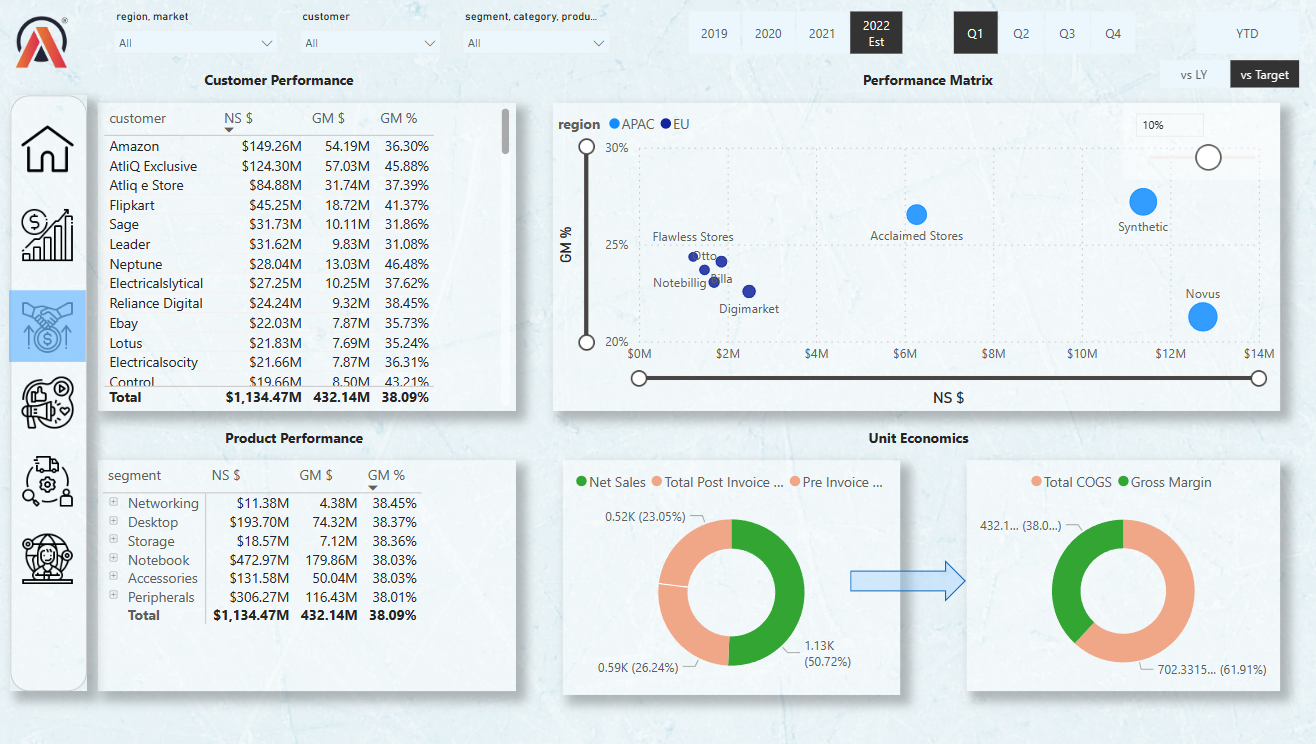 region, market
customer
segment, category, produ...
All
All
All
2019
2020
2021
2022
Est
Q1
Q2
Q3
Q4
YTD
vs LY
vs Target
Customer Performance
customer NS $ GM $ GM %
Amazon $149.26M 54.19M 36.30%
AtliQ Exclusive $124.30M 57.03M 45.88%
Atliq e Store $84.88M 31.74M 37.39%
Flipkart $45.25M 18.72M 41.37%
Sage $31.73M 10.11M 31.86%
Leader $31.62M 9.83M 31.08%
Neptune $28.04M 13.03M 46.48%
Electricalslytical $27.25M 10.25M 37.62%
Reliance Digital $24.24M 9.32M 38.45%
Ebay $22.03M 7.87M 35.73%
Lotus $21.83M 7.69M 35.24%
Electricalsocity $21.66M 7.87M 36.31%
Control $19.66M 8.50M 43.21%
Total $1,134.47M 432.14M 38.09%
Performance Matrix
region APAC EU
10%
30%
25%
20%
GM %
Synthetic
Acclaimed Stores
Flawless Stores
Otto
Notebillig
Billa
Digimarket
Novus
$0M $2M $4M $6M $8M $10M $12M $14M
NS $
Product Performance
segment NS $ GM $ GM %
Networking $11.38M 4.38M 38.45%
Desktop $193.70M 74.32M 38.37%
Storage $18.57M 7.12M 38.36%
Notebook $472.97M 179.86M 38.03%
Accessories $131.58M 50.04M 38.03%
Peripherals $306.27M 116.43M 38.01%
Total $1,134.47M 432.14M 38.09%
Unit Economics
Net Sales Total Post Invoice ... Pre Invoice ...
0.52K (23.05%)
0.59K (26.24%)
1.13K
(50.72%)
Total COGS Gross Margin
432.1... (38.0...)
702.3315... (61.91%)